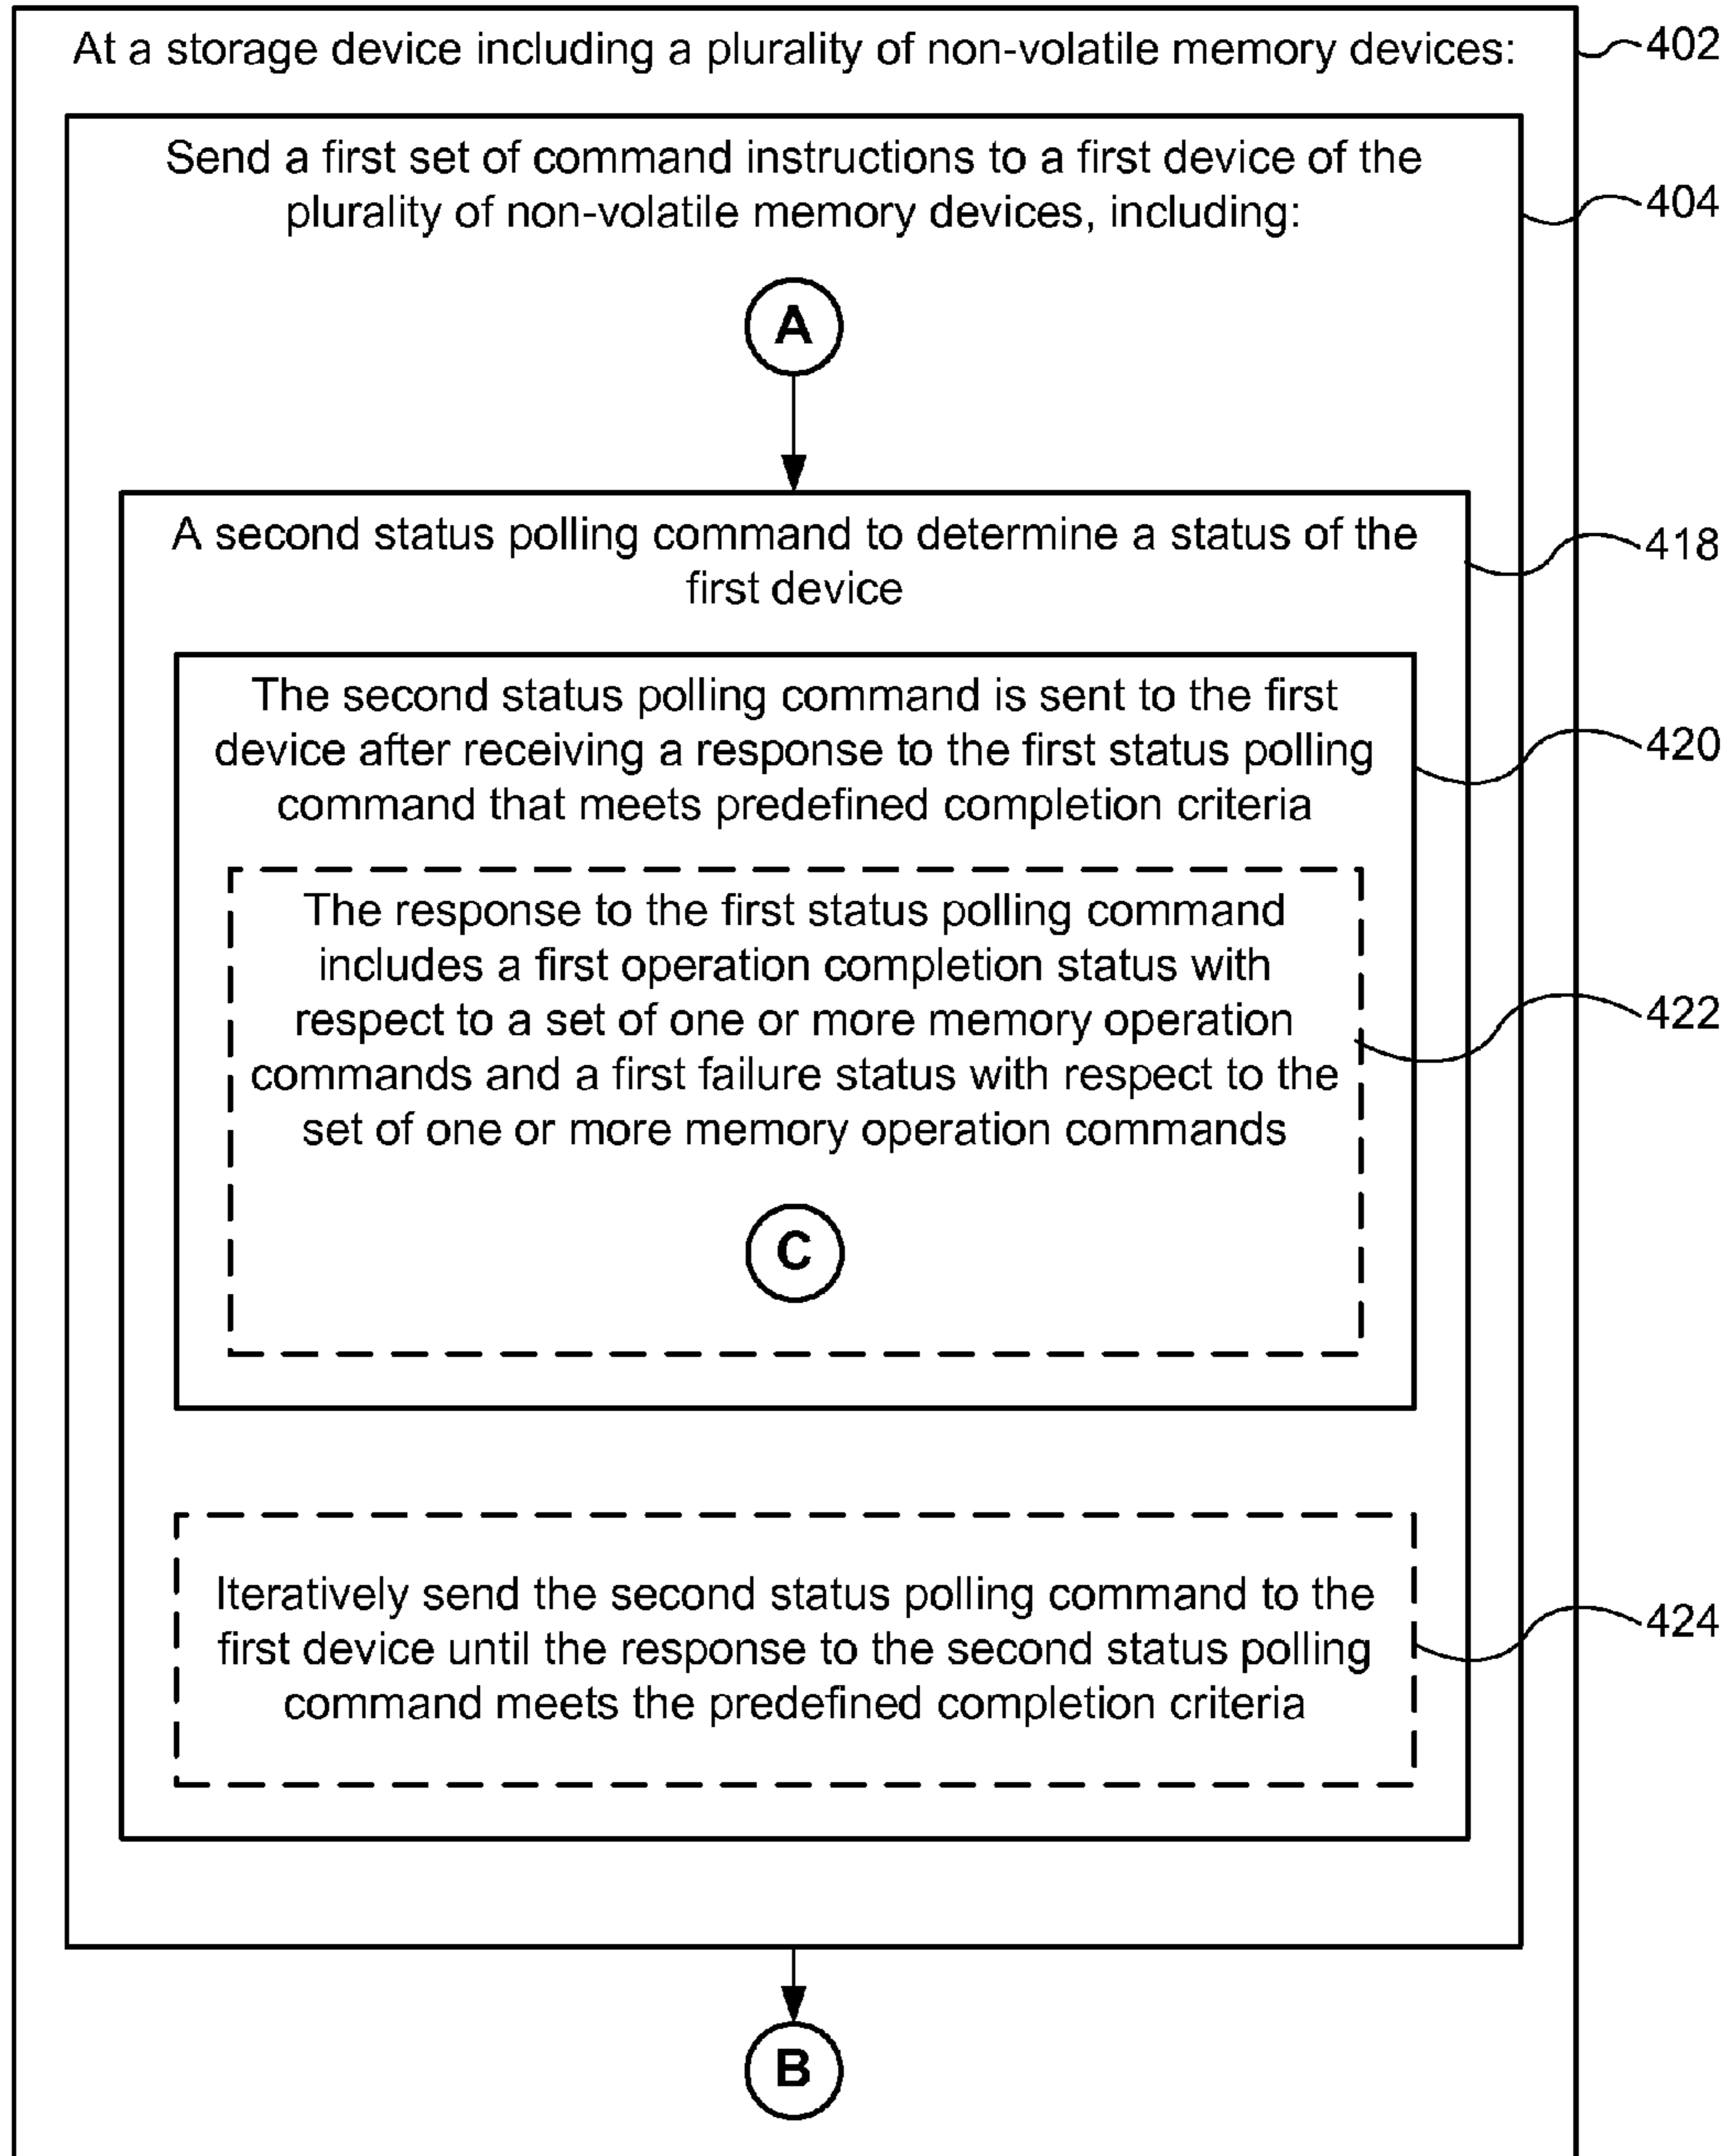 At a storage device including a plurality of non-volatile memory devices:
402
Send a first set of command instructions to a first device of the
plurality of non-volatile memory devices, including:
404
A
A second status polling command to determine a status of the
first device
418
The second status polling command is sent to the first
device after receiving a response to the first status polling
command that meets predefined completion criteria
420
The response to the first status polling command
includes a first operation completion status with
respect to a set of one or more memory operation
commands and a first failure status with respect to the
set of one or more memory operation commands
422
C
Iteratively send the second status polling command to the
first device until the response to the second status polling
command meets the predefined completion criteria
424
B